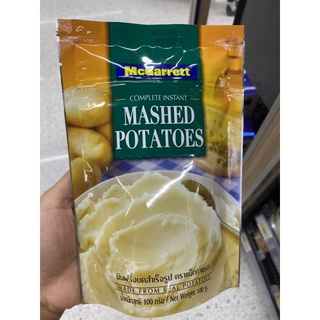 McGarrett
COMPLETE INSTANT
MASHED
POTATOES
มันฝรั่งบดสำเร็จรูป ตราแม็กกาแรต
MADE FROM REAL POTATOES
น้ำหนักสุทธิ 100 กรัม / Net Weight 100 g.